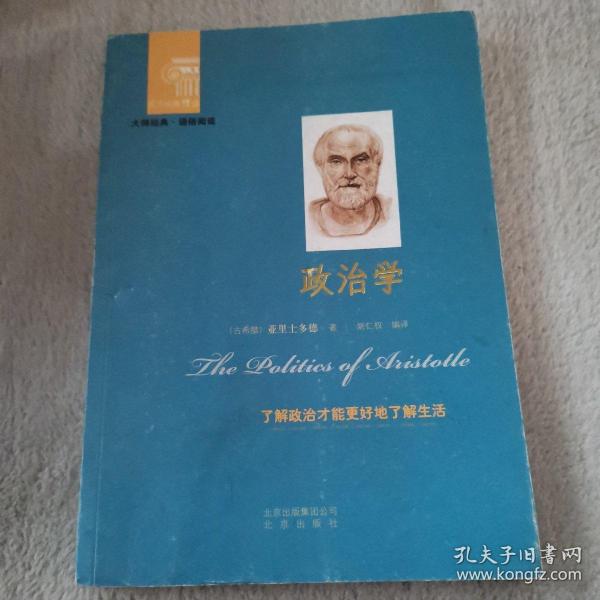 大师经典·通俗阅读
政治学
（古希腊）亚里士多德 著 | 姚仁权 编译
The Politics of Aristotle
了解政治才能更好地了解生活
北京出版集团公司
北京出版社
孔夫子旧书网
www.kongfz.com